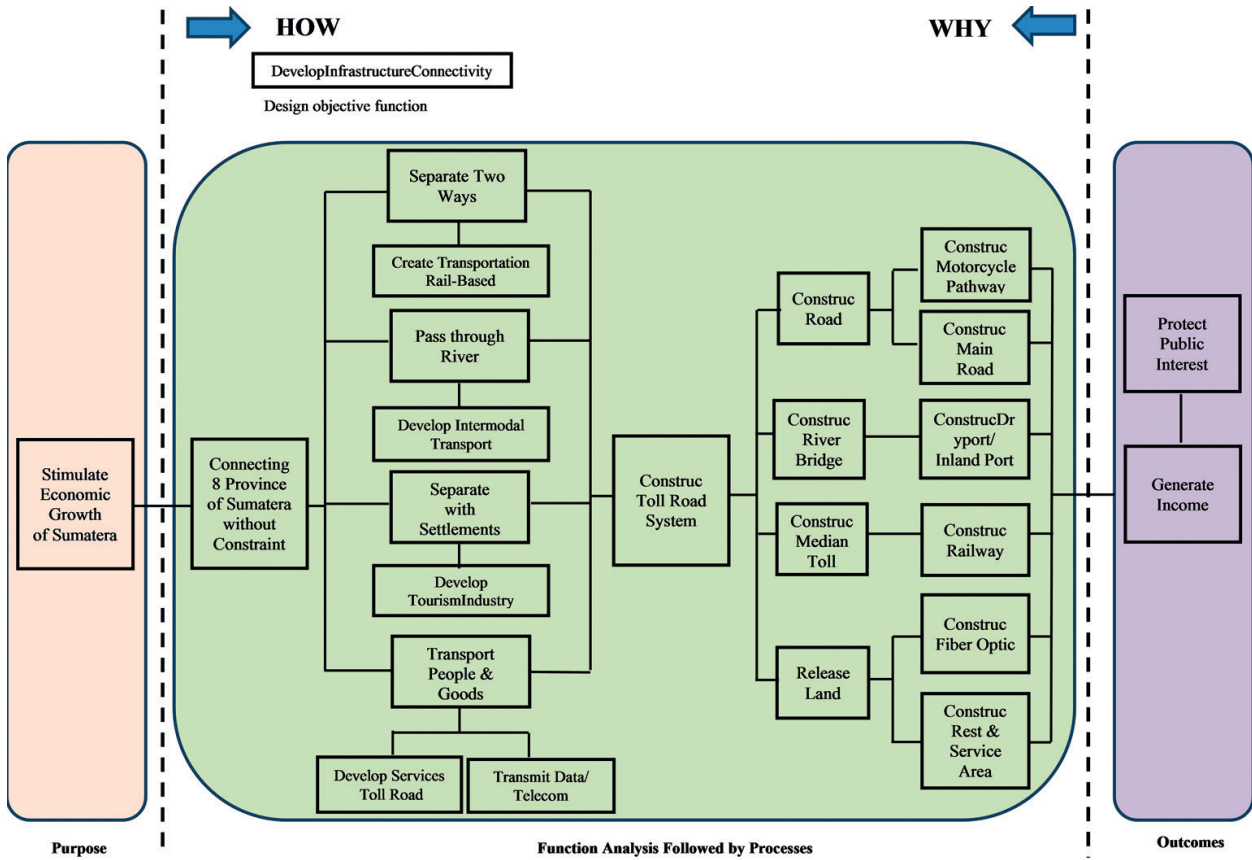 HOW
WHY
DevelopInfrastructureConnectivity
Design objective function
Stimulate
Economic
Growth
of Sumatera
Connecting
8 Province
of Sumatera
without
Constraint
Separate Two
Ways
Create Transportation
Rail-Based
Pass through
River
Develop Intermodal
Transport
Separate
with
Settlements
Develop
TourismIndustry
Transport
People &
Goods
Develop Services
Toll Road
Transmit Data/
Telecom
Construc
Toll Road
System
Construc
Road
Construc
River
Bridge
Construc
Median
Toll
Release
Land
Construc
Motorcycle
Pathway
Construc
Main
Road
ConstrucDr
yport/
Inland Port
Construc
Railway
Construc
Fiber Optic
Construc
Rest &
Service
Area
Protect
Public
Interest
Generate
Income
Purpose
Function Analysis Followed by Processes
Outcomes